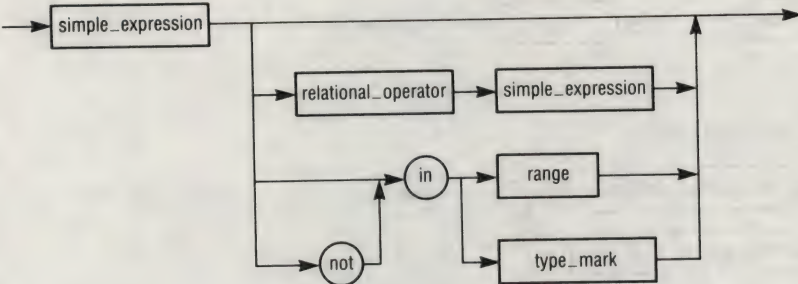 simple_expression
relational_operator
simple_expression
in
range
not
type_mark